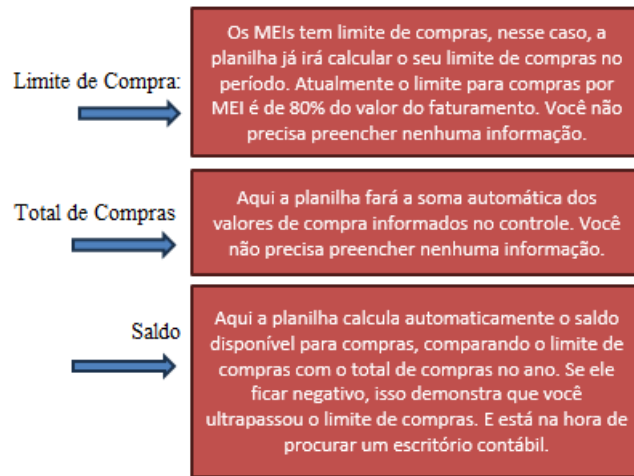 Limite de Compra:
Os MEIs tem limite de compras, nesse caso, a
planilha já irá calcular o seu limite de compras no
período. Atualmente o limite para compras por
MEI é de 80% do valor do faturamento. Você não
precisa preencher nenhuma informação.
Total de Compras
Aqui a planilha fará a soma automática dos
valores de compra informados no controle. Você
não precisa preencher nenhuma informação.
Saldo
Aqui a planilha calcula automaticamente o saldo
disponível para compras, comparando o limite de
compras com o total de compras no ano. Se ele
ficar negativo, isso demonstra que você
ultrapassou o limite de compras. E está na hora de
procurar um escritório contábil.